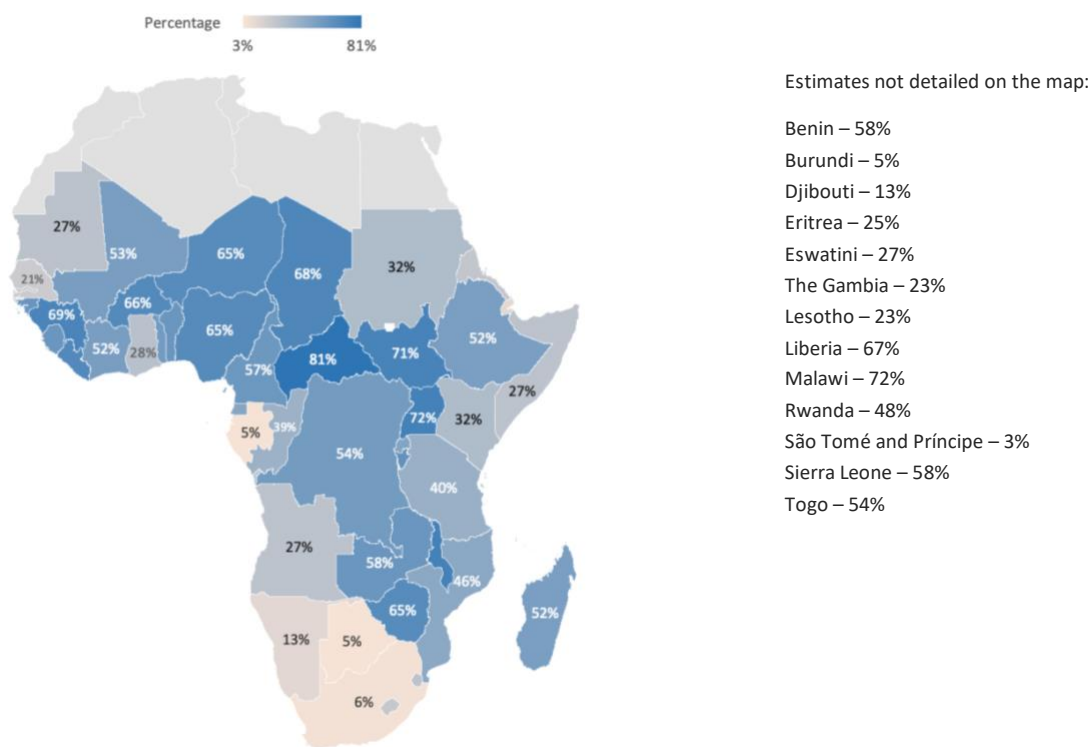 Percentage
3%
81%
Estimates not detailed on the map:
Benin – 58%
Burundi – 5%
Djibouti – 13%
Eritrea – 25%
Eswatini – 27%
The Gambia – 23%
Lesotho – 23%
Liberia – 67%
Malawi – 72%
Rwanda – 48%
São Tomé and Príncipe – 3%
Sierra Leone – 58%
Togo – 54%
27%
53%
65%
68%
32%
21%
69%
66%
65%
52%
28%
57%
81%
71%
52%
27%
5%
39%
54%
72%
32%
40%
27%
58%
46%
65%
52%
13%
5%
6%